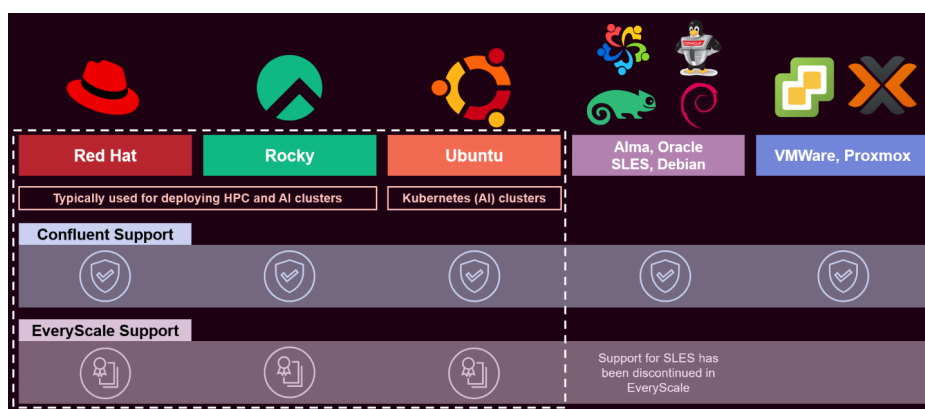 ORACLE
Red Hat
Rocky
Ubuntu
Alma, Oracle
SLES, Debian
VMWare, Proxmox
Typically used for deploying HPC and AI clusters
Kubernetes (AI) clusters
Confluent Support
EveryScale Support
Support for SLES has
been discontinued in
EveryScale